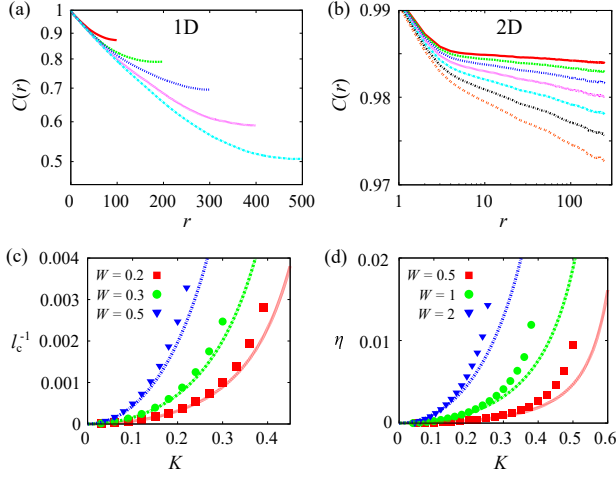 (a) 1D
1
0.9
0.8
0.7
0.6
0.5
C(r)
0 100 200 300 400 500
r
(b) 2D
0.99
0.98
0.97
C(r)
1 10 100
r
(c)
0.004
0.003
0.002
0.001
0
l_c^-1
W = 0.2
W = 0.3
W = 0.5
0 0.1 0.2 0.3 0.4
K
(d)
0.02
0.01
0
η
W = 0.5
W = 1
W = 2
0 0.1 0.2 0.3 0.4 0.5 0.6
K